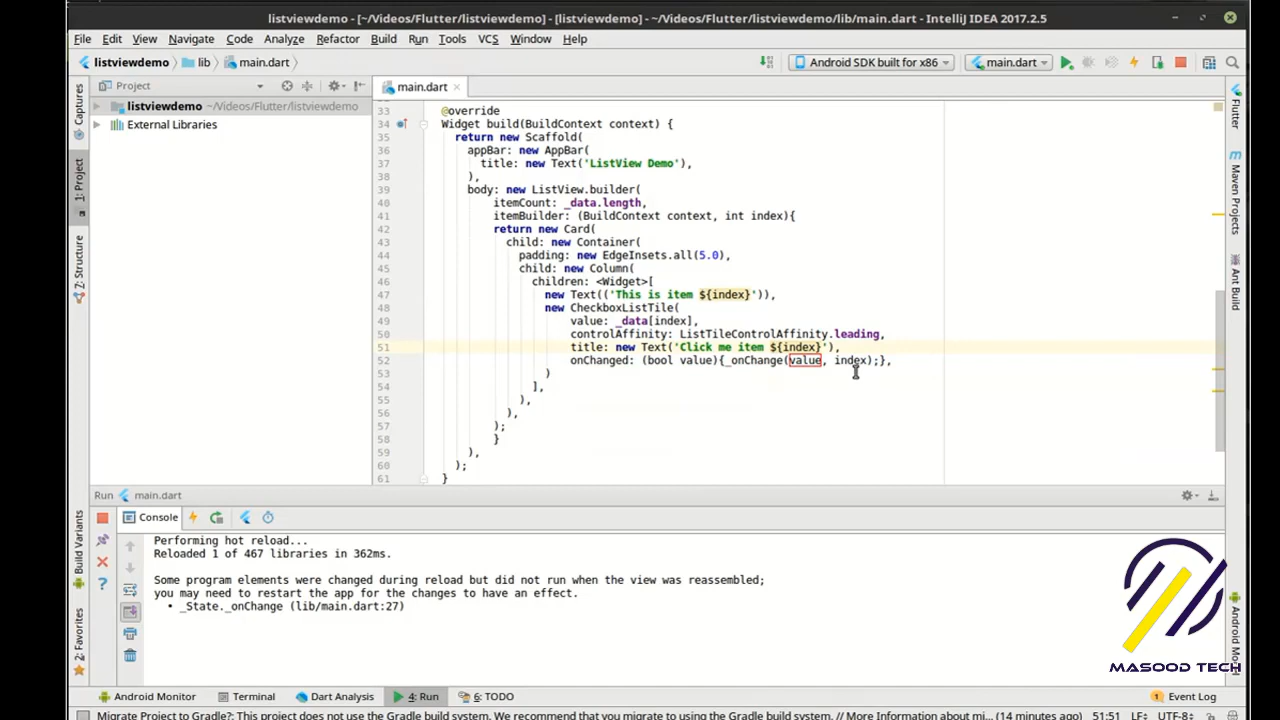 listviewdemo - [~/Videos/Flutter/listviewdemo] - [listviewdemo] - ~/Videos/Flutter/listviewdemo/lib/main.dart - IntelliJ IDEA 2017.2.5
File Edit View Navigate Code Analyze Refactor Build Run Tools VCS Window Help
listviewdemo lib main.dart Android SDK built for x86 main.dart
Project main.dart
listviewdemo ~/Videos/Flutter/listviewdemo
External Libraries
Captures
1: Project
Z: Structure
Build Variants
2: Favorites
33 @override
34 Widget build(BuildContext context) {
35 return new Scaffold(
36 appBar: new AppBar(
37 title: new Text('ListView Demo'),
38 ),
39 body: new ListView.builder(
40 itemCount: _data.length,
41 itemBuilder: (BuildContext context, int index){
42 return new Card(
43 child: new Container(
44 padding: new EdgeInsets.all(5.0),
45 child: new Column(
46 children: <Widget>[
47 new Text(('This is item ${index}')),
48 new CheckboxListTile(
49 value: _data[index],
50 controlAffinity: ListTileControlAffinity.leading,
51 title: new Text('Click me item ${index}'),
52 onChanged: (bool value){_onChange(value, index);},
53 )
54 ],
55 ),
56 ),
57 );
58 }
59 ),
60 );
61 }
Flutter
Maven Projects
Ant Build
Run main.dart
Console
Performing hot reload...
Reloaded 1 of 467 libraries in 362ms.
Some program elements were changed during reload but did not run when the view was reassembled;
you may need to restart the app for the changes to have an effect.
• _State._onChange (lib/main.dart:27)
MASOOD TECH
Android Monitor Terminal Dart Analysis 4: Run 6: TODO 1 Event Log
Migrate Project to Gradle?: This project does not use the Gradle build system. We recommend that you migrate to using the Gradle build system. // More Information about mi... (14 minutes ago) 51:51 LF÷ UTF-8÷